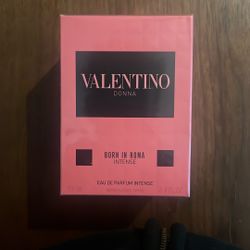 VALENTINO
DONNA
BORN IN ROMA
INTENSE
EAU DE PARFUM INTENSE